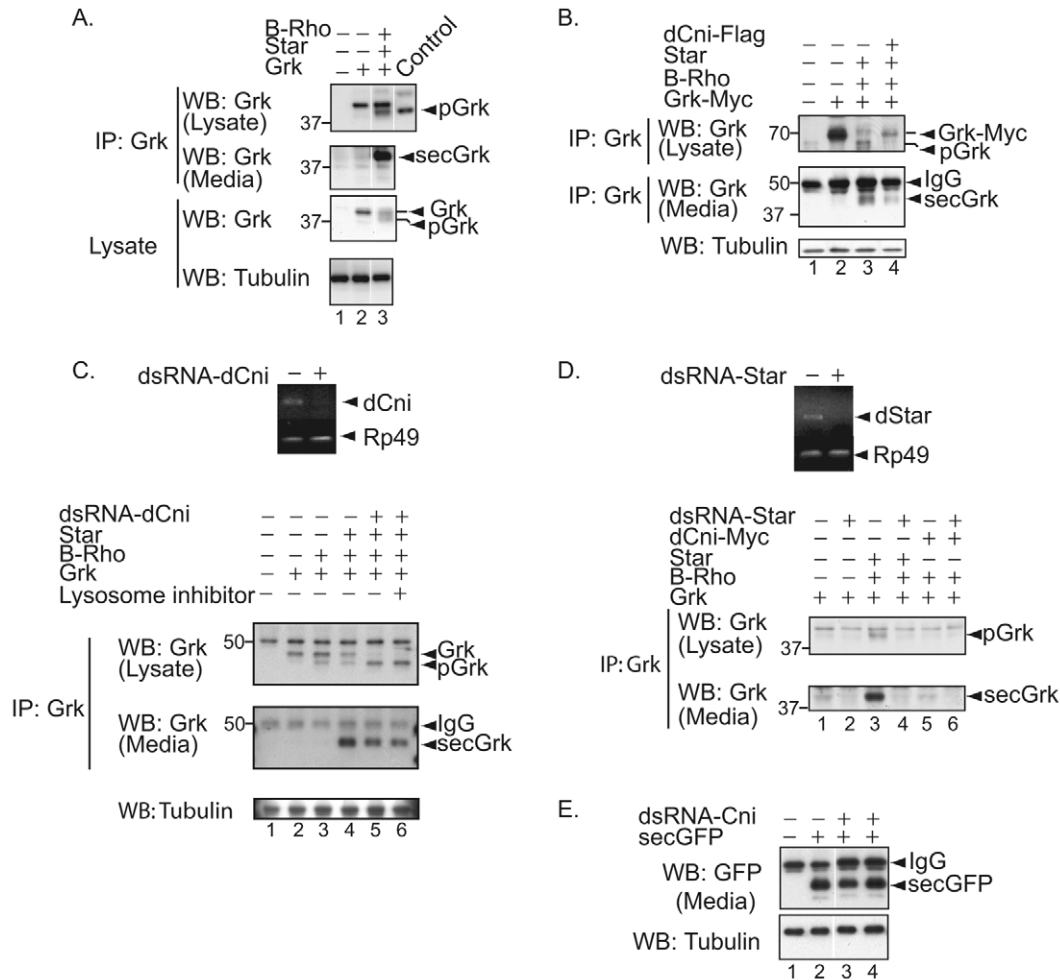 A.
B-Rho − − +
Star − − +
Grk − + + Control
IP: Grk
WB: Grk
(Lysate)
37
pGrk
WB: Grk
(Media)
secGrk
Lysate
WB: Grk
37
Grk
pGrk
WB: Tubulin
1 2 3
B.
dCni-Flag − − − +
Star − − + +
B-Rho − − + +
Grk-Myc − + + +
IP: Grk
WB: Grk
(Lysate)
70
Grk-Myc
pGrk
IP: Grk
WB: Grk
(Media)
50
37
IgG
secGrk
WB: Tubulin
1 2 3 4
C.
dsRNA-dCni − +
dCni
Rp49
dsRNA-dCni − − − − + +
Star − − − + + +
B-Rho − − + + + +
Grk − + + + + +
Lysosome inhibitor − − − − − +
IP: Grk
WB: Grk
(Lysate)
50
Grk
pGrk
WB: Grk
(Media)
50
IgG
secGrk
WB: Tubulin
1 2 3 4 5 6
D.
dsRNA-Star − +
dStar
Rp49
dsRNA-Star − + − + − +
dCni-Myc − − − − + +
Star − − + + − −
B-Rho − − + + + +
Grk + + + + + +
IP: Grk
WB: Grk
(Lysate)
37
pGrk
WB: Grk
(Media)
37
secGrk
1 2 3 4 5 6
E.
dsRNA-Cni − − + +
secGFP − + + +
WB: GFP
(Media)
IgG
secGFP
WB: Tubulin
1 2 3 4